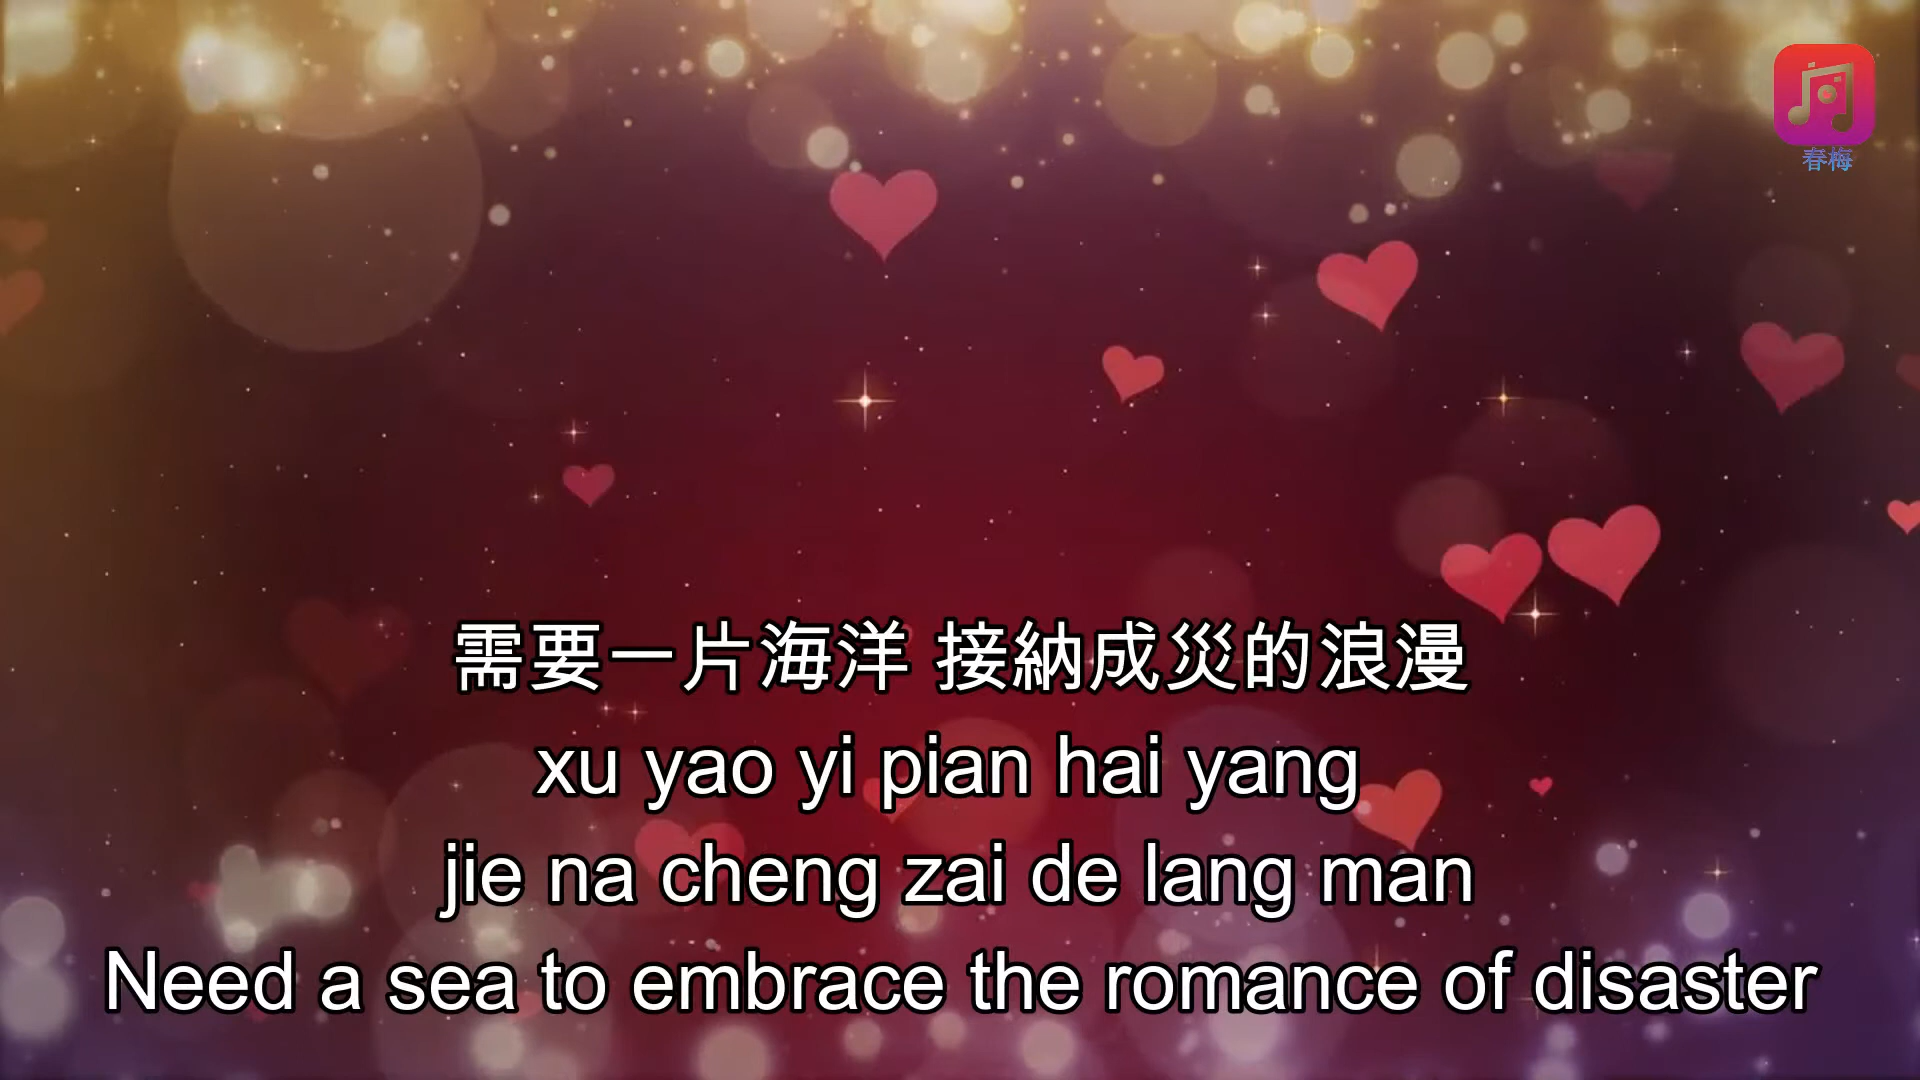 春梅
需要一片海洋 接納成災的浪漫
xu yao yi pian hai yang
jie na cheng zai de lang man
Need a sea to embrace the romance of disaster